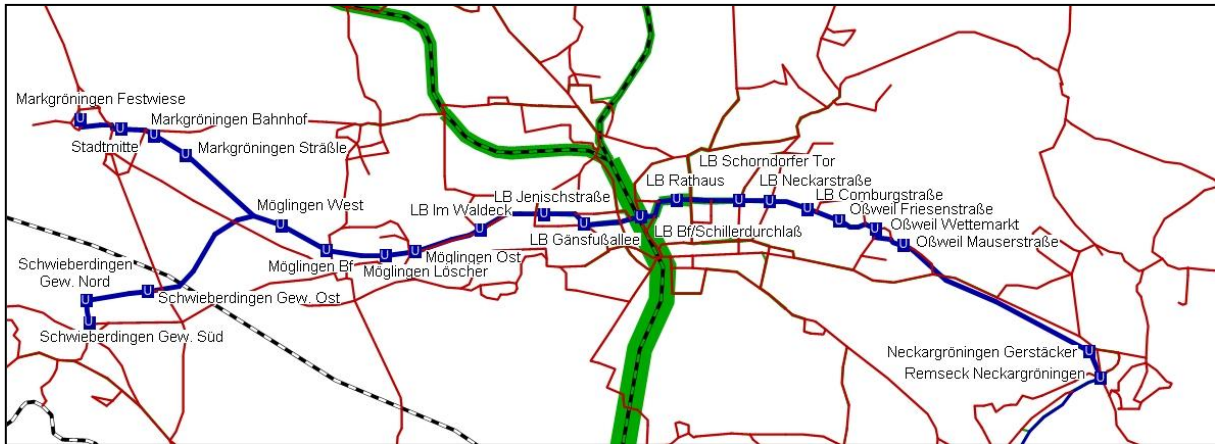 Markgröningen Festwiese
Stadtmitte
Markgröningen Bahnhof
Markgröningen Sträßle
Möglingen West
Schwieberdingen
Gew. Nord
Schwieberdingen Gew. Ost
Schwieberdingen Gew. Süd
Möglingen Bf
Möglingen Löscher
Möglingen Ost
LB Im Waldeck
LB Jenischstraße
LB Gänsfußallee
LB Bf/Schillerdurchlaß
LB Rathaus
LB Schorndorfer Tor
LB Neckarstraße
LB Comburgstraße
Oßweil Friesenstraße
Oßweil Wettemarkt
Oßweil Mauserstraße
Neckargröningen Gerstäcker
Remseck Neckargröningen